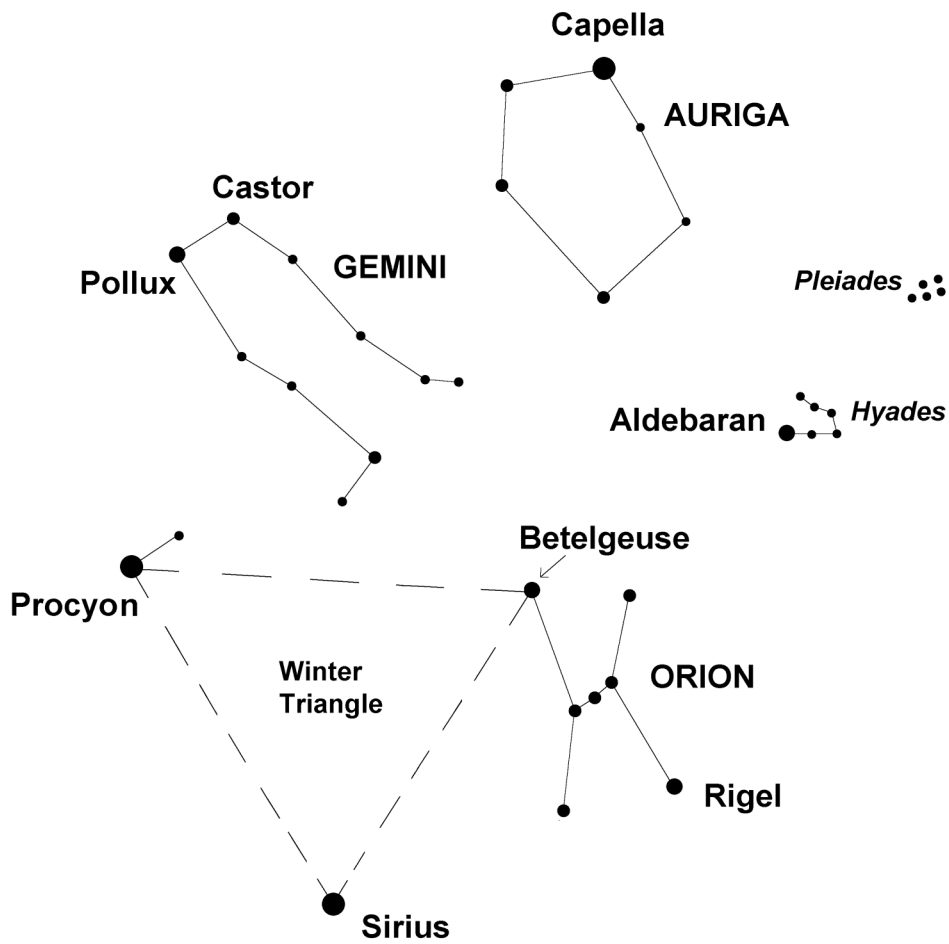 Capella
AURIGA
Castor
GEMINI
Pollux
Pleiades
Aldebaran
Hyades
Betelgeuse
Procyon
Winter
Triangle
ORION
Rigel
Sirius